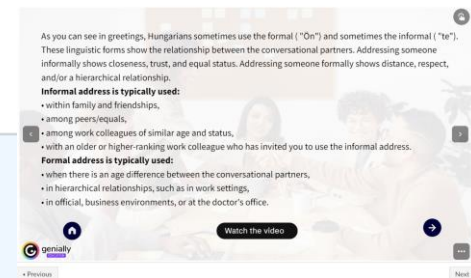 As you can see in greetings, Hungarians sometimes use the formal ( "Ön") and sometimes the informal ( "te").
These linguistic forms show the relationship between the conversational partners. Addressing someone
informally shows closeness, trust, and equal status. Addressing someone formally shows distance, respect,
and/or a hierarchical relationship.
Informal address is typically used:
• within family and friendships,
• among peers/equals,
• among work colleagues of similar age and status,
• with an older or higher-ranking work colleague who has invited you to use the informal address.
Formal address is typically used:
• when there is an age difference between the conversational partners,
• in hierarchical relationships, such as in work settings,
• in official, business environments, or at the doctor's office.
Watch the video
genially
Previous
Next